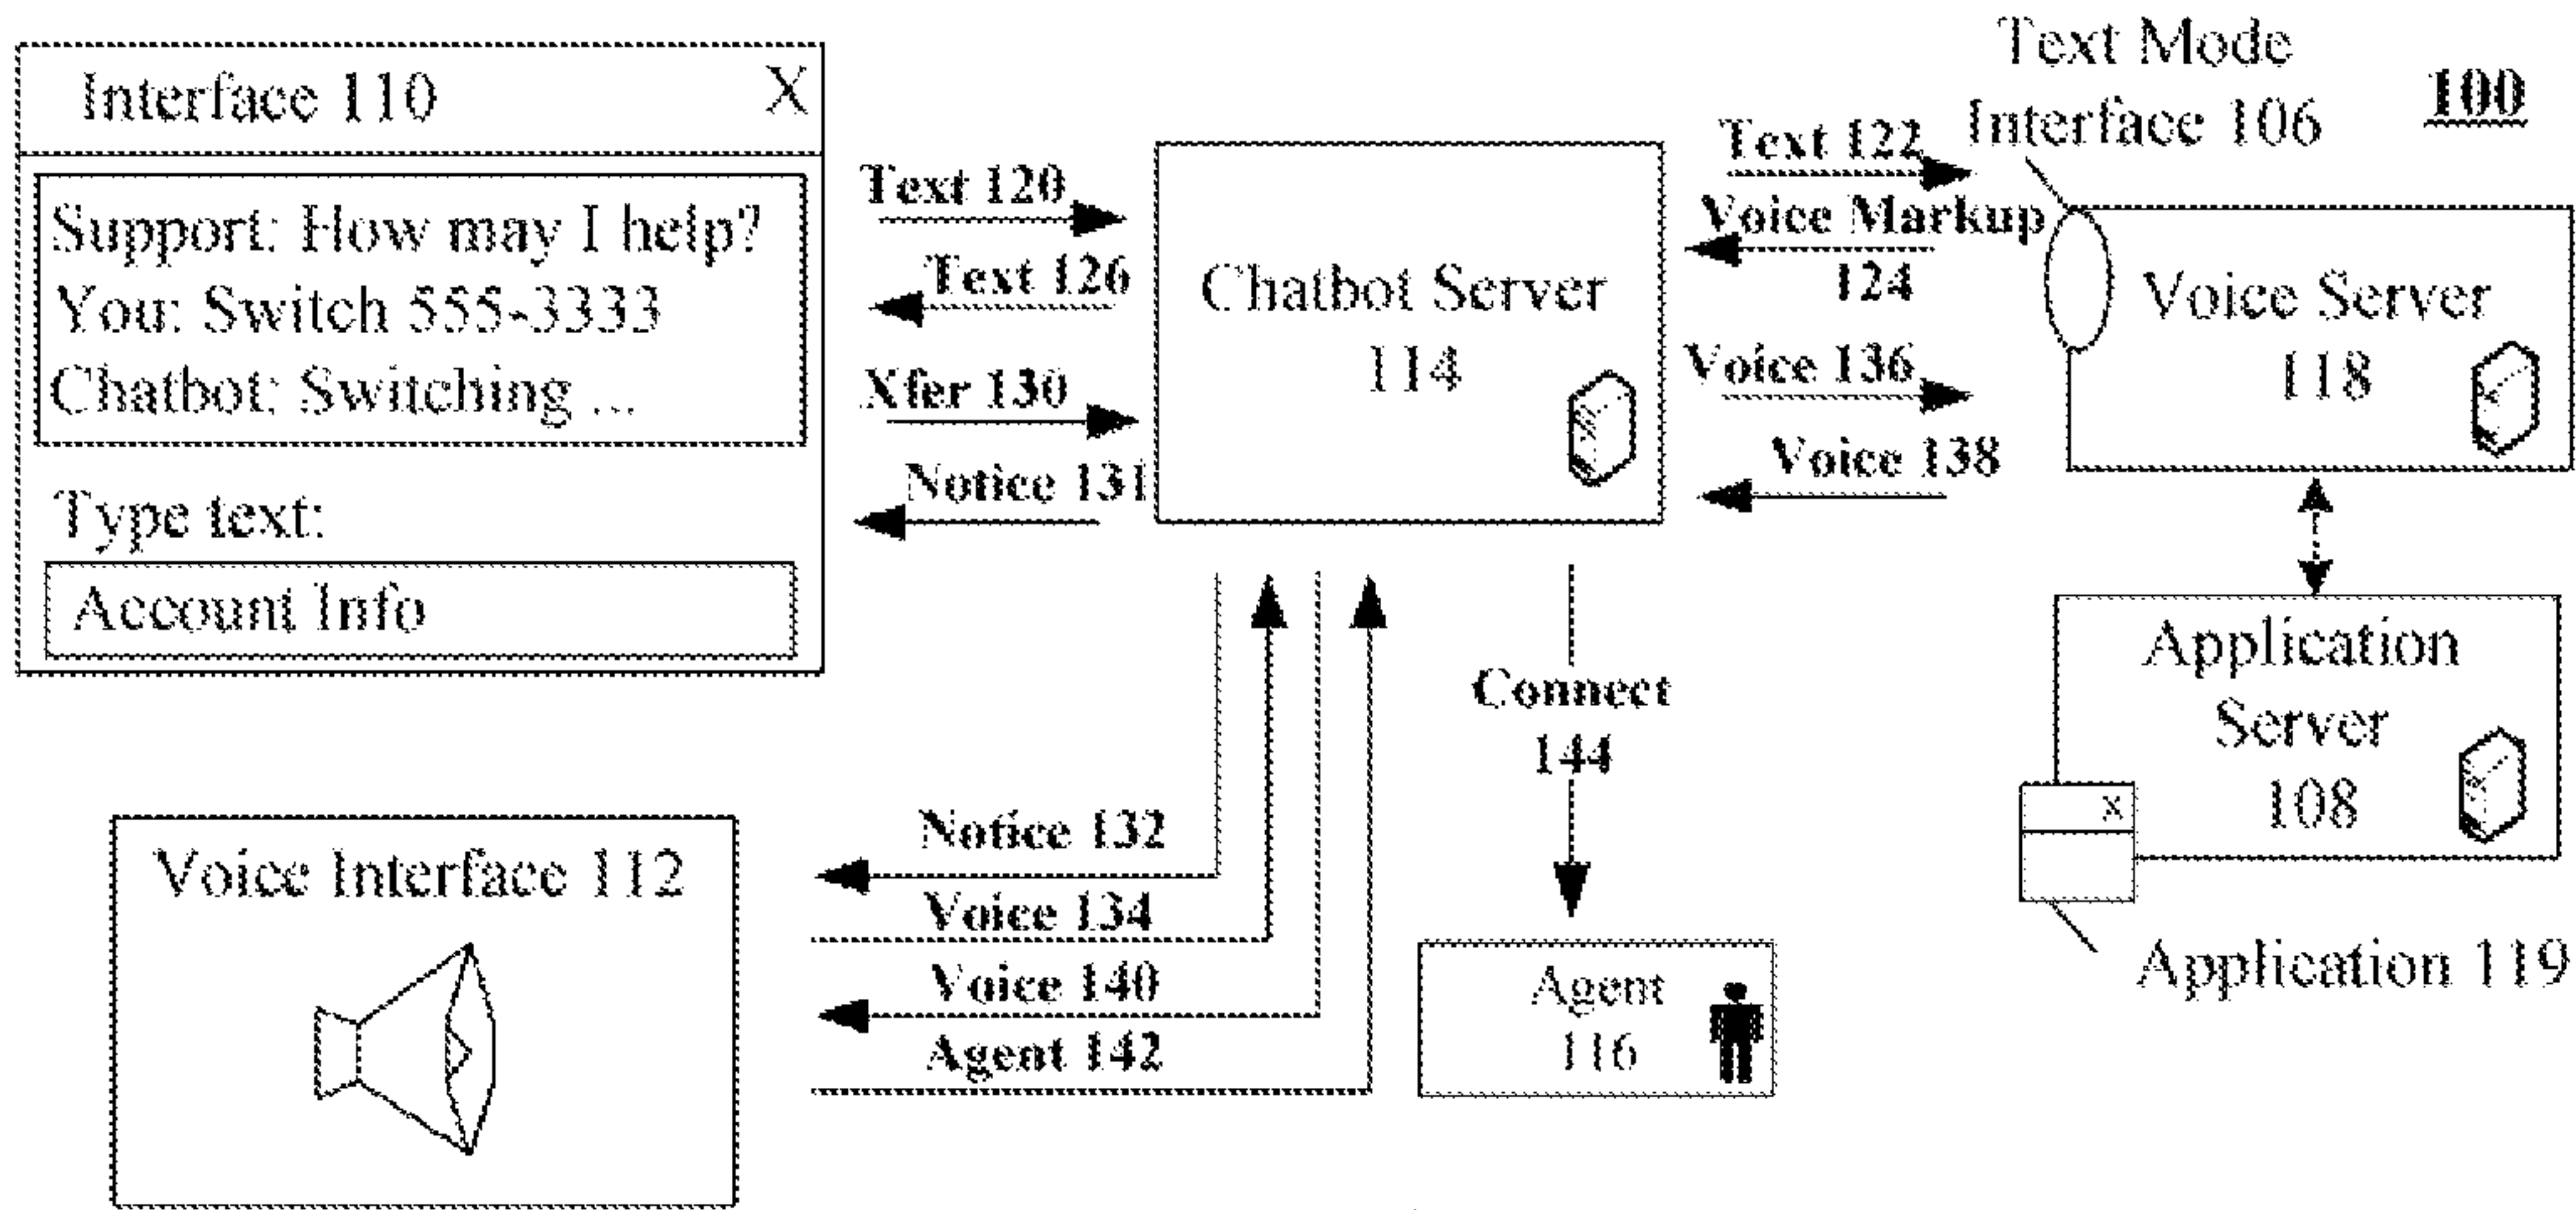 Interface 110 X
Support: How may I help?
You: Switch 555-3333
Chatbot: Switching ...
Type text:
Account Info
Text 120
Text 126
Xfer 130
Notice 131
Chatbot Server
114
Text 122
Voice Markup
124
Voice 136
Voice 138
Text Mode
Interface 106
100
Voice Server
118
Application
Server
108
X
Application 119
Connect
144
Agent
116
Notice 132
Voice 134
Voice 140
Agent 142
Voice Interface 112